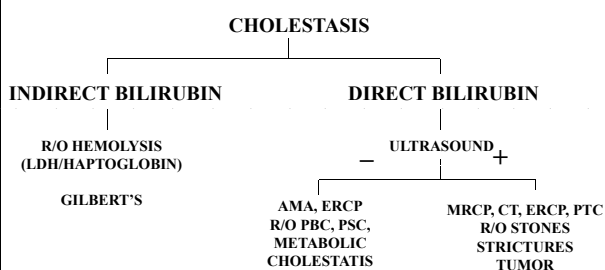 CHOLESTASIS
INDIRECT BILIRUBIN
DIRECT BILIRUBIN
R/O HEMOLYSIS
(LDH/HAPTOGLOBIN)
GILBERT'S
ULTRASOUND
– +
AMA, ERCP
R/O PBC, PSC,
METABOLIC
CHOLESTATIS
MRCP, CT, ERCP, PTC
R/O STONES
STRICTURES
TUMOR